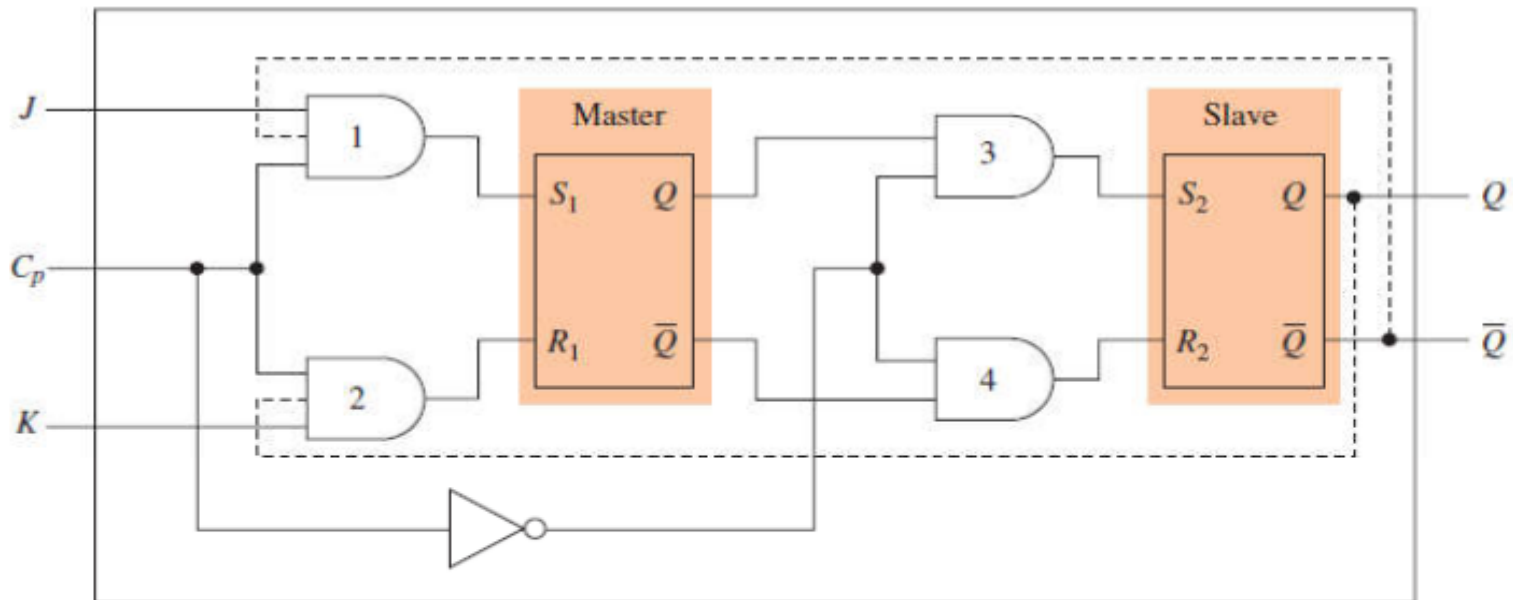 Master
Slave
J
1
3
S₁ Q
S₂ Q
Q
Cₚ
R₁ Q̅
R₂ Q̅
Q̅
2
4
K